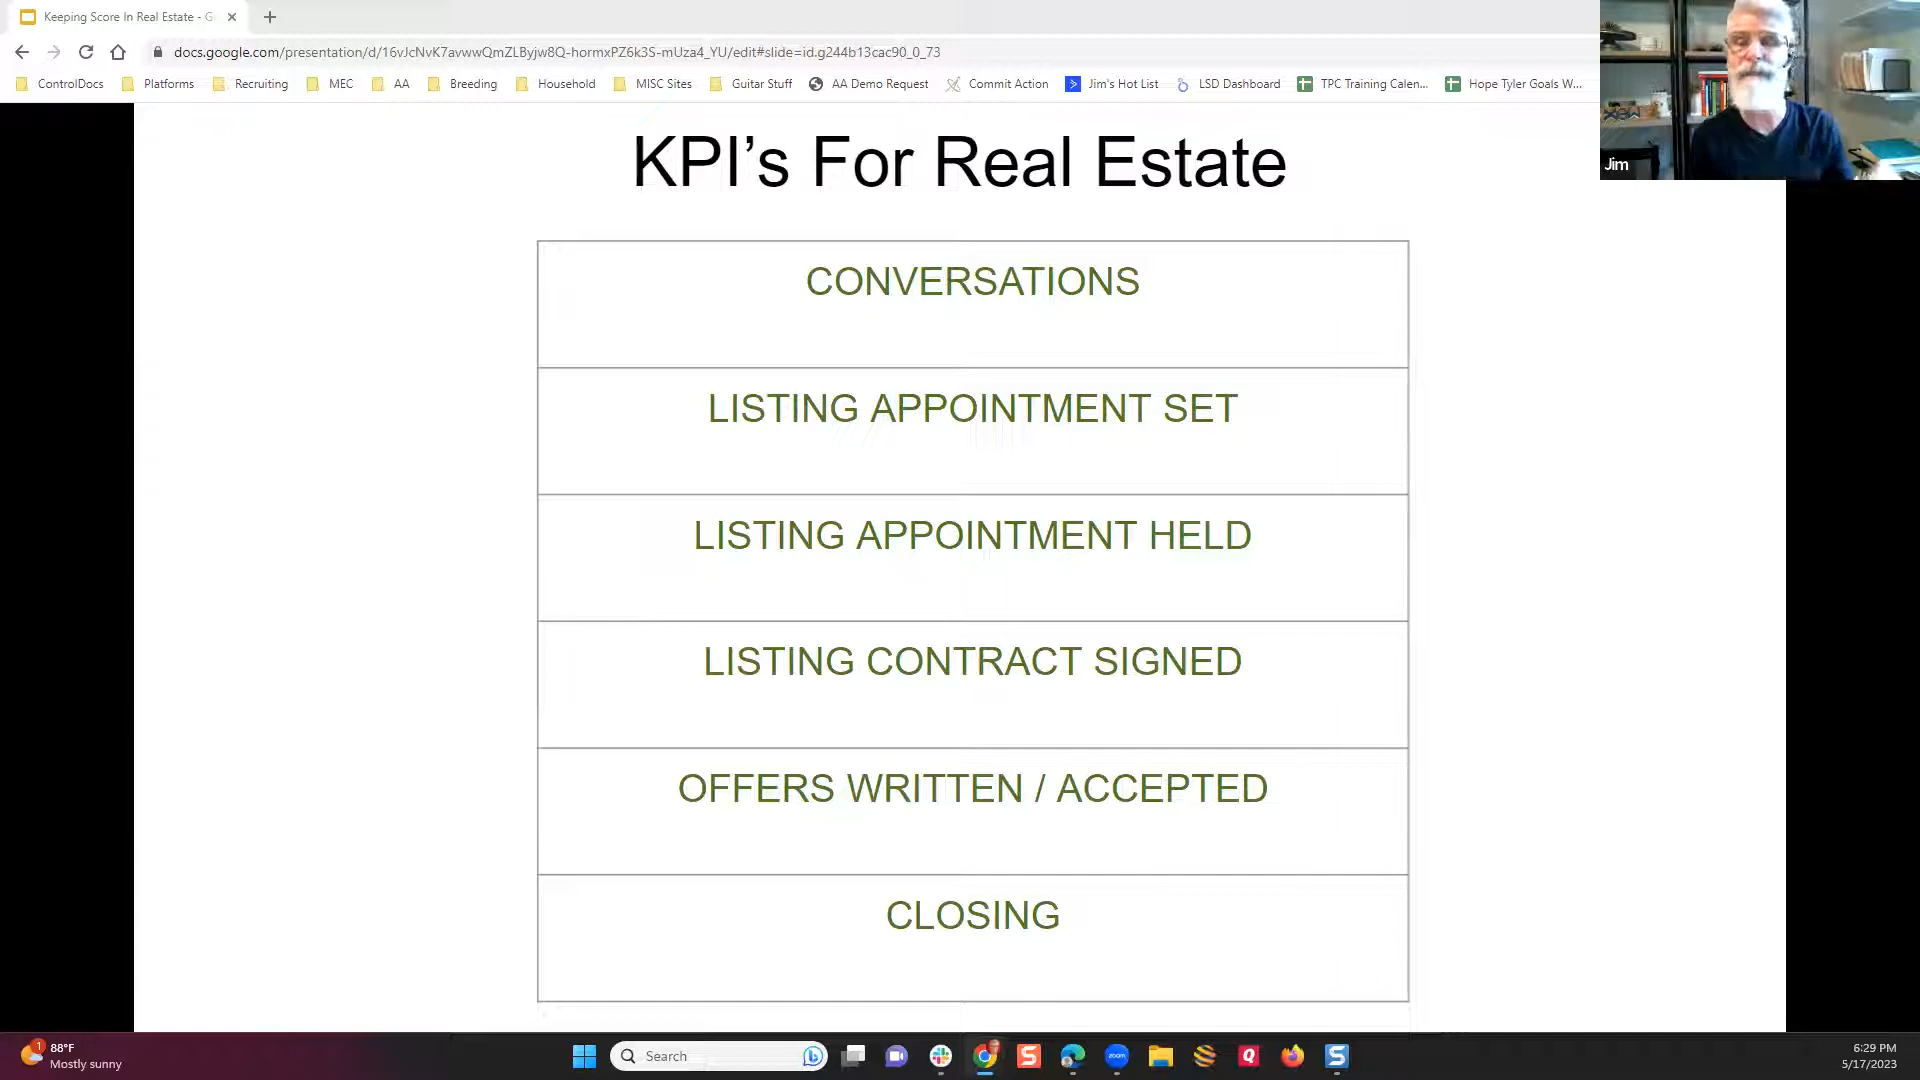 Keeping Score In Real Estate - G
docs.google.com/presentation/d/16vJcNvK7avwwQmZLByjw8Q-hormxPZ6k3S-mUza4_YU/edit#slide=id.g244b13cac90_0_73
ControlDocs Platforms Recruiting MEC AA Breeding Household MISC Sites Guitar Stuff AA Demo Request Commit Action Jim's Hot List LSD Dashboard TPC Training Calen... Hope Tyler Goals W...
Jim
KPI’s For Real Estate
CONVERSATIONS
LISTING APPOINTMENT SET
LISTING APPOINTMENT HELD
LISTING CONTRACT SIGNED
OFFERS WRITTEN / ACCEPTED
CLOSING
1
88°F
Mostly sunny
Search
zoom
6:29 PM
5/17/2023